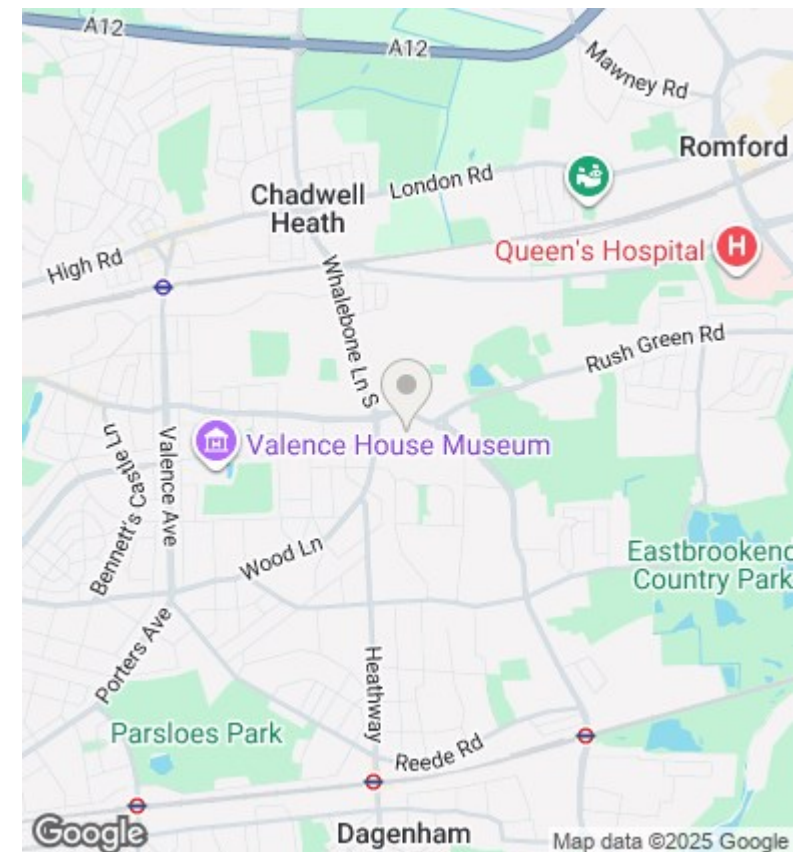 A12
A12
Mawney Rd
Romford
London Rd
Chadwell
Heath
Queen's Hospital
H
High Rd
Whalebone Ln S
Rush Green Rd
Valence House Museum
Bennett's Castle Ln
Valence Ave
Wood Ln
Eastbrookend
Country Park
Porters Ave
Heathway
Parsloes Park
Reede Rd
Dagenham
Google
Map data ©2025 Google